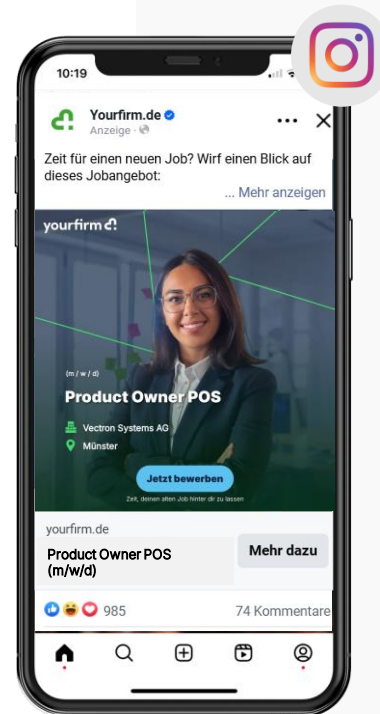 10:19
Yourfirm.de
Anzeige ·
Zeit für einen neuen Job? Wirf einen Blick auf
dieses Jobangebot:
... Mehr anzeigen
yourfirm
(m / w / d)
Product Owner POS
Vectron Systems AG
Münster
Jetzt bewerben
Zeit, deinen alten Job hinter dir zu lassen
yourfirm.de
Product Owner POS
(m/w/d)
Mehr dazu
985
74 Kommentare